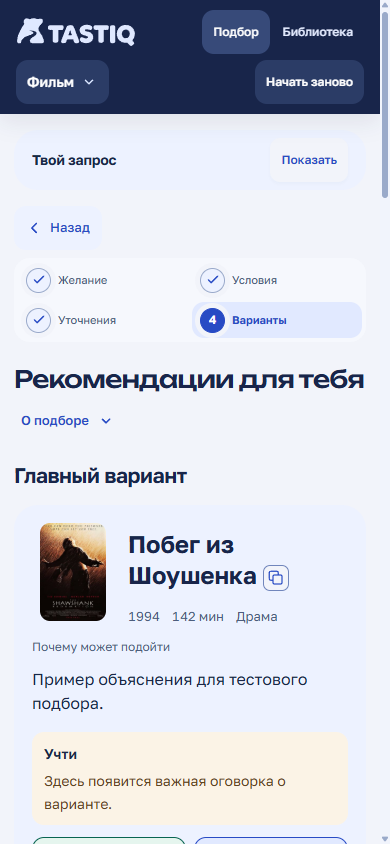 TASTIQ
Подбор
Библиотека
Фильм
Начать заново
Твой запрос
Показать
Назад
Желание
Условия
Уточнения
4 Варианты
Рекомендации для тебя
О подборе
Главный вариант
Побег из
Шоушенка
1994 142 мин Драма
SHAWSHANK
Почему может подойти
Пример объяснения для тестового
подбора.
Учти
Здесь появится важная оговорка о
варианте.